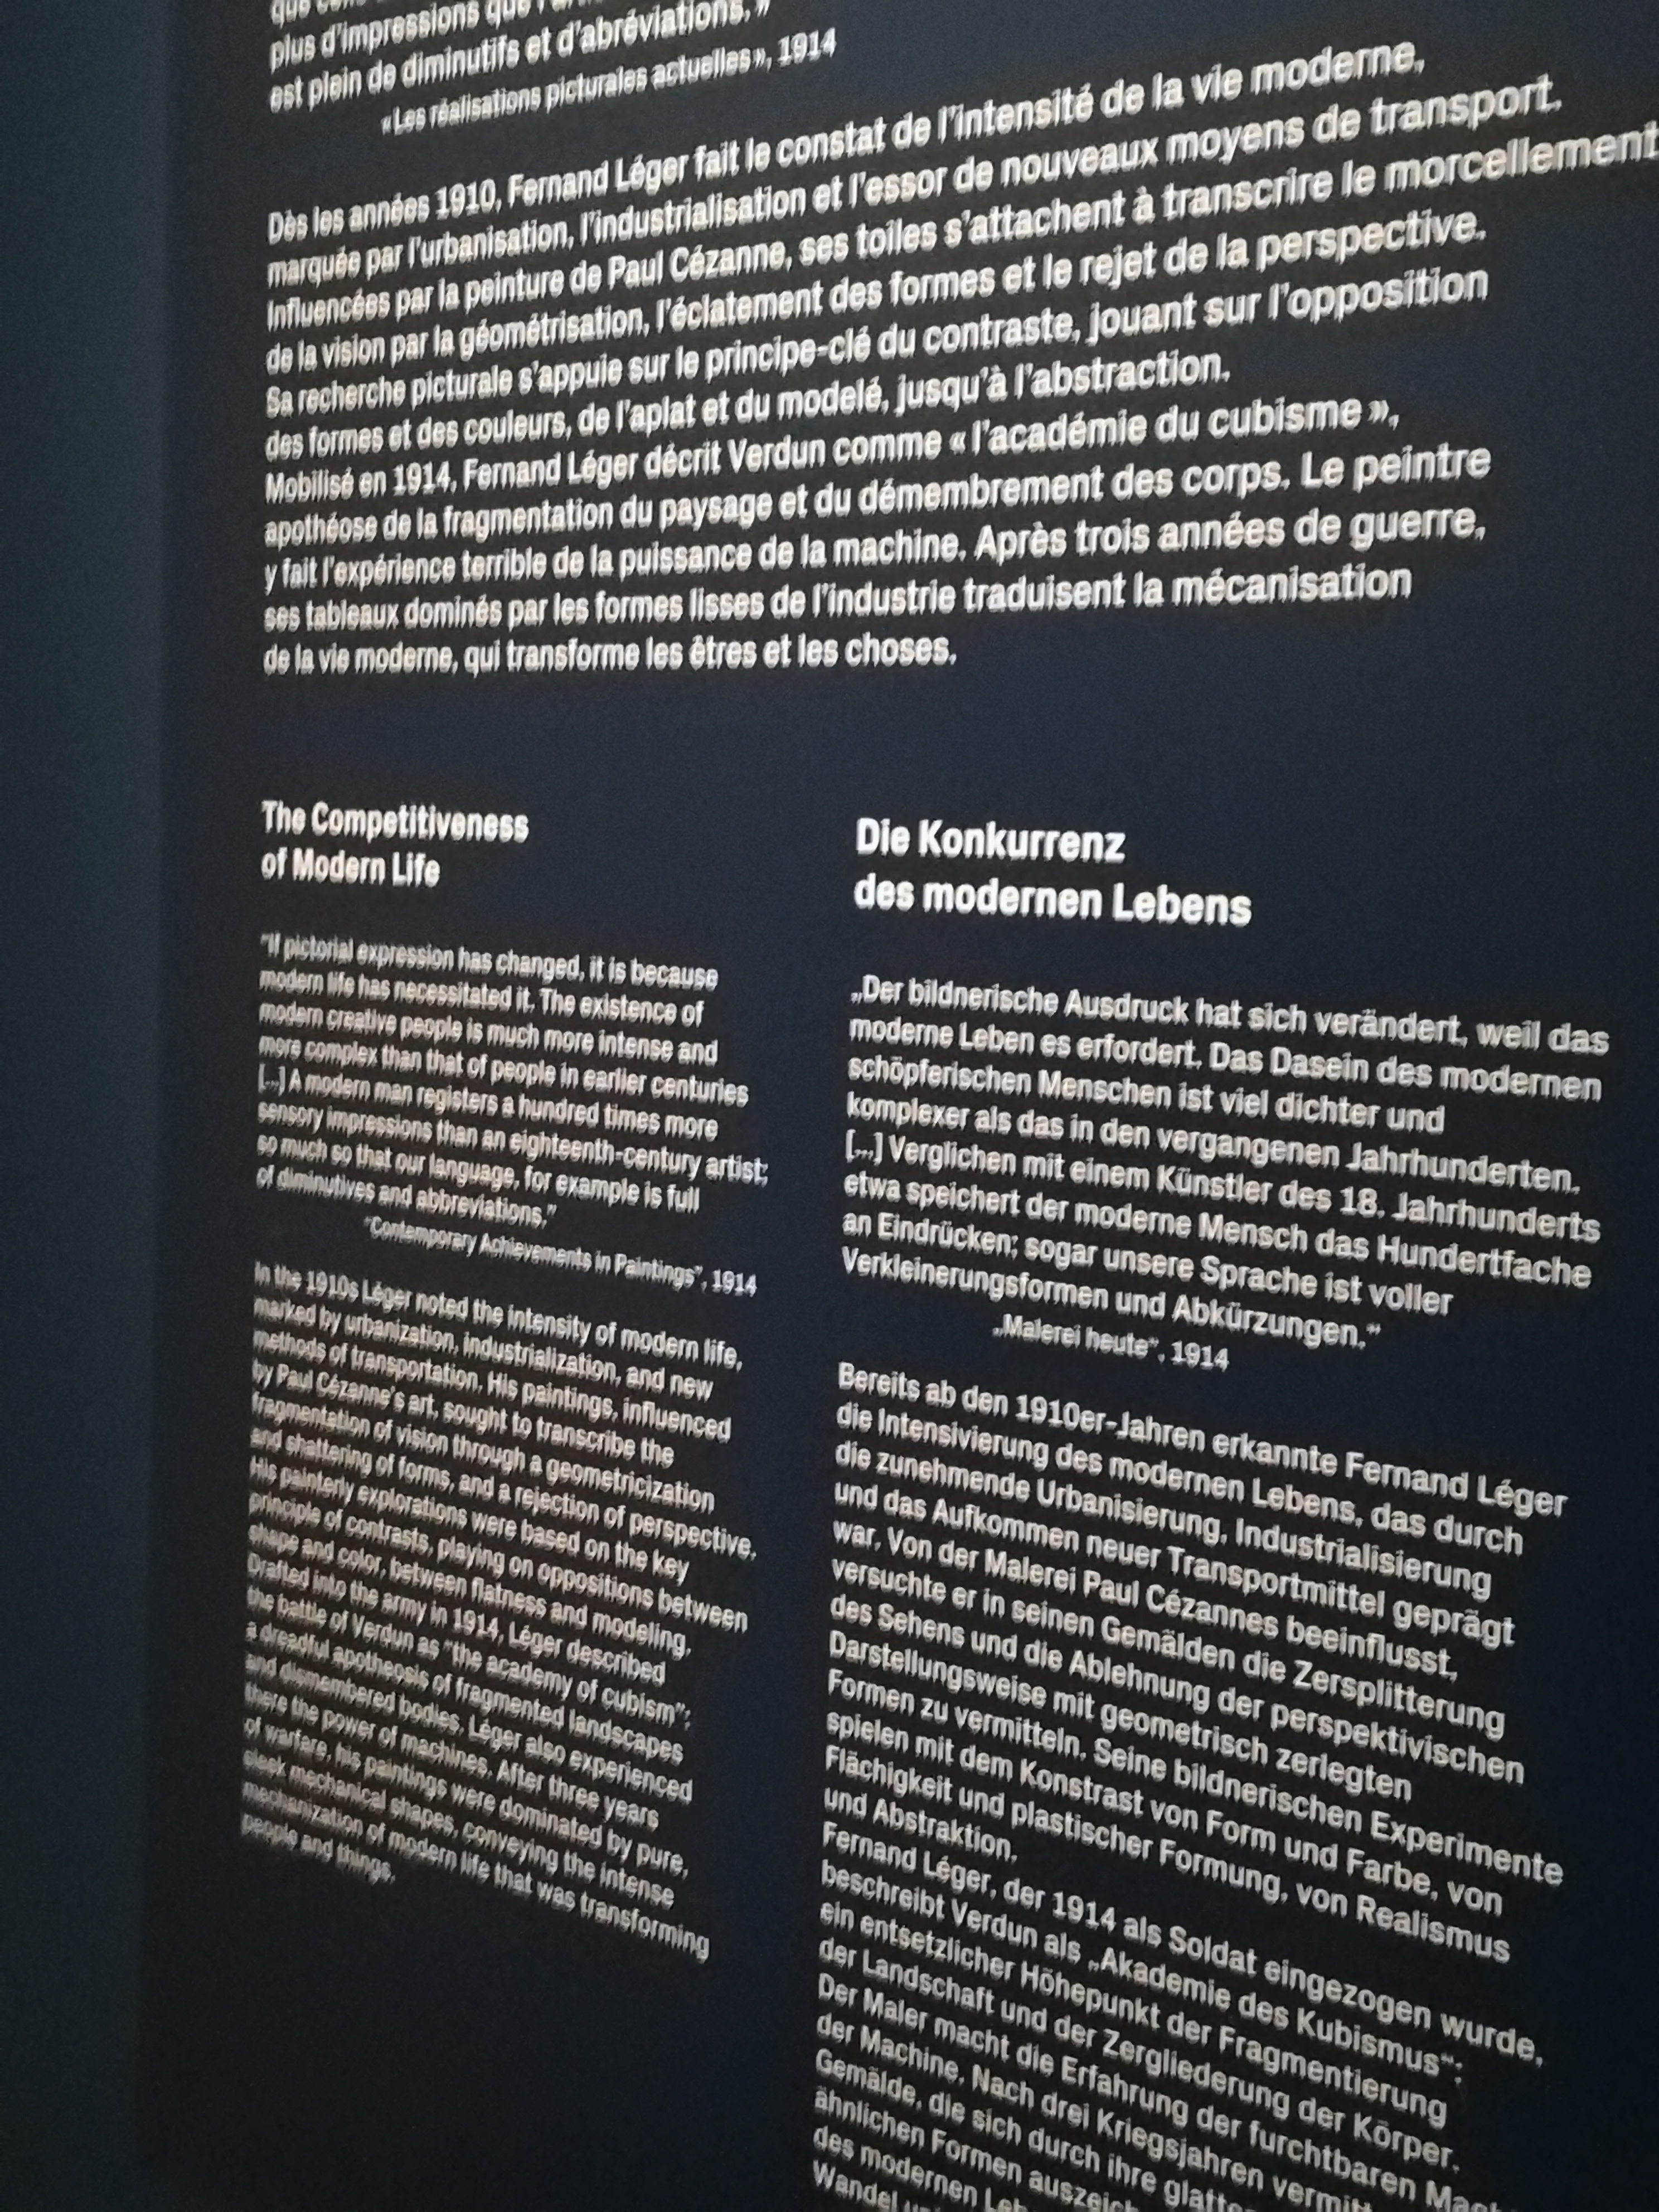 plus d'impressions que
est plein de diminutifs et d'abréviations. »
« Les réalisations picturales actuelles », 1914
Dès les années 1910, Fernand Léger fait le constat de l'intensité de la vie moderne,
marquée par l'urbanisation, l'industrialisation et l'essor de nouveaux moyens de transport.
Influencées par la peinture de Paul Cézanne, ses toiles s'attachent à transcrire le morcellement
de la vision par la géométrisation, l'éclatement des formes et le rejet de la perspective.
Sa recherche picturale s'appuie sur le principe-clé du contraste, jouant sur l'opposition
des formes et des couleurs, de l'aplat et du modelé, jusqu'à l'abstraction.
Mobilisé en 1914, Fernand Léger décrit Verdun comme « l'académie du cubisme »,
apothéose de la fragmentation du paysage et du démembrement des corps. Le peintre
y fait l'expérience terrible de la puissance de la machine. Après trois années de guerre,
ses tableaux dominés par les formes lisses de l'industrie traduisent la mécanisation
de la vie moderne, qui transforme les êtres et les choses.
The Competitiveness
of Modern Life
"If pictorial expression has changed, it is because
modern life has necessitated it. The existence of
modern creative people is much more intense and
more complex than that of people in earlier centuries
[...] A modern man registers a hundred times more
sensory impressions than an eighteenth-century artist;
so much so that our language, for example is full
of diminutives and abbreviations."
"Contemporary Achievements in Paintings", 1914
In the 1910s Léger noted the intensity of modern life,
marked by urbanization, industrialization, and new
methods of transportation. His paintings, influenced
by Paul Cézanne's art, sought to transcribe the
fragmentation of vision through a geometricization
and shattering of forms, and a rejection of perspective.
His painterly explorations were based on the key
principle of contrasts, playing on oppositions between
shape and color, between flatness and modeling.
Drafted into the army in 1914, Léger described
the battle of Verdun as "the academy of cubism";
a dreadful apotheosis of fragmented landscapes
and dismembered bodies. Léger also experienced
there the power of machines. After three years
of warfare, his paintings were dominated by pure,
sleek mechanical shapes, conveying the intense
mechanization of modern life that was transforming
people and things.
Die Konkurrenz
des modernen Lebens
„Der bildnerische Ausdruck hat sich verändert, weil das
moderne Leben es erfordert. Das Dasein des modernen
schöpferischen Menschen ist viel dichter und
komplexer als das in den vergangenen Jahrhunderten.
[...] Verglichen mit einem Künstler des 18. Jahrhunderts
etwa speichert der moderne Mensch das Hundertfache
an Eindrücken; sogar unsere Sprache ist voller
Verkleinerungsformen und Abkürzungen."
„Malerei heute", 1914
Bereits ab den 1910er-Jahren erkannte Fernand Léger
die Intensivierung des modernen Lebens, das durch
die zunehmende Urbanisierung, Industrialisierung
und das Aufkommen neuer Transportmittel geprägt
war. Von der Malerei Paul Cézannes beeinflusst,
versuchte er in seinen Gemälden die Zersplitterung
des Sehens und die Ablehnung der perspektivischen
Darstellungsweise mit geometrisch zerlegten
Formen zu vermitteln. Seine bildnerischen Experimente
spielen mit dem Konstrast von Form und Farbe, von
Flächigkeit und plastischer Formung, von Realismus
und Abstraktion.
Fernand Léger, der 1914 als Soldat eingezogen wurde,
beschreibt Verdun als „Akademie des Kubismus“;
ein entsetzlicher Höhepunkt der Fragmentierung
der Landschaft und der Zergliederung der Körper.
Der Maler macht die Erfahrung der furchtbaren
der Machine. Nach drei Kriegsjahren
Gemälde, die sich durch ihre
ähnlichen Formen
des modernen
Wandel